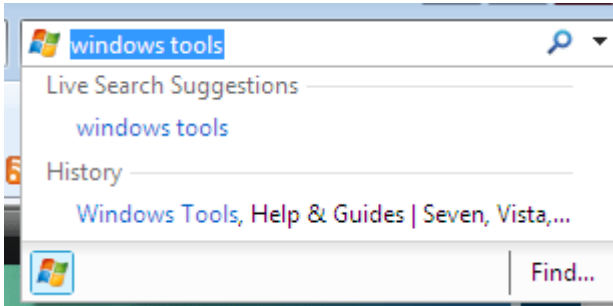 windows tools
Live Search Suggestions
windows tools
History
Windows Tools, Help & Guides | Seven, Vista,...
Find...